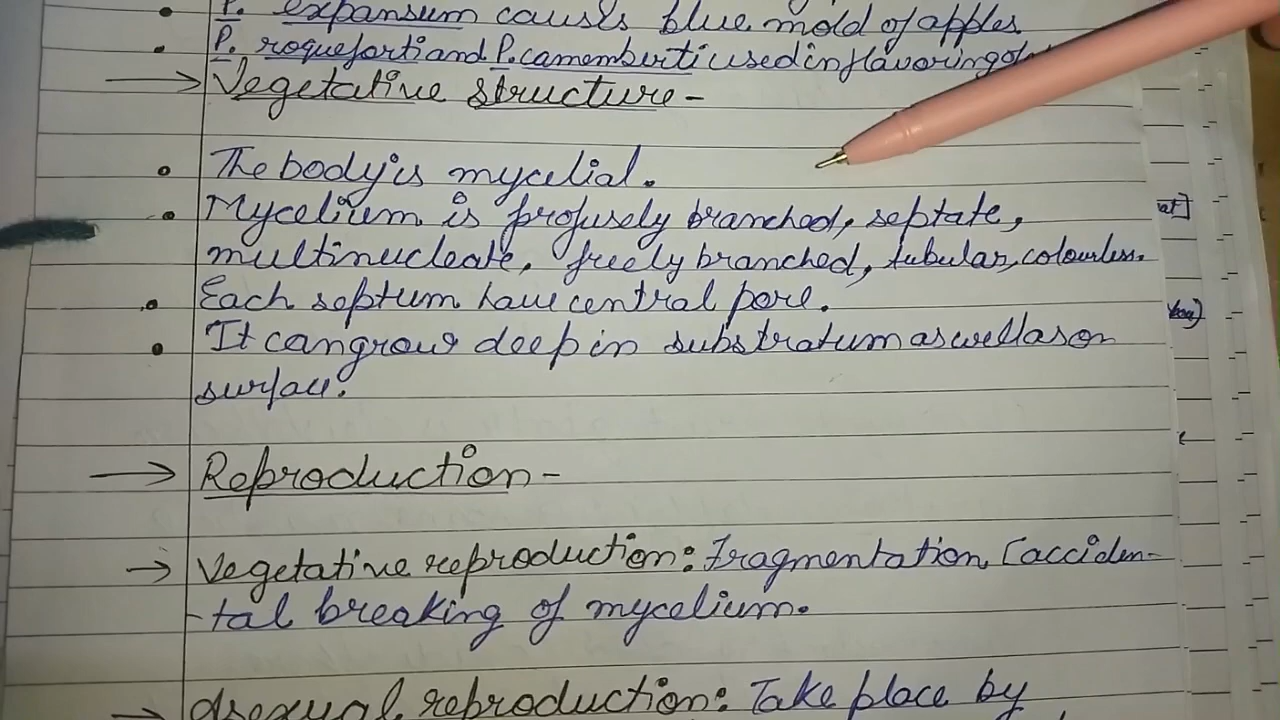 • P. expansum causes blue mold of apples
• P. roqueforti and P. camemberti used in flavoring of
→ Vegetative structure -
• The body is mycelial.
• Mycelium is profusely branched, septate,
multinucleate, freely branched, tubular, colourless.
• Each septum have central pore.
• It can grow deep in substratum as well as on
surface.
→ Reproduction -
→ Vegetative reproduction: Fragmentation [acciden-
-tal breaking of mycelium.
→ Asexual reproduction: Take place by